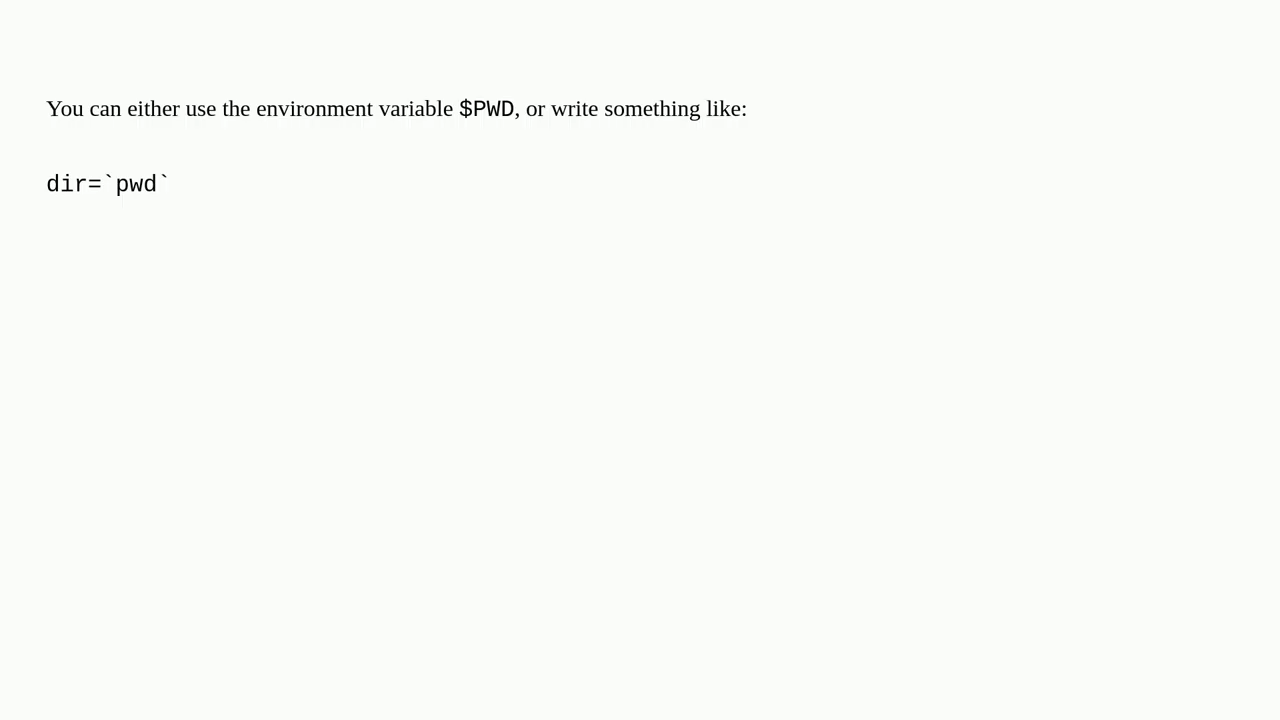 You can either use the environment variable $PWD, or write something like:
dir=`pwd`